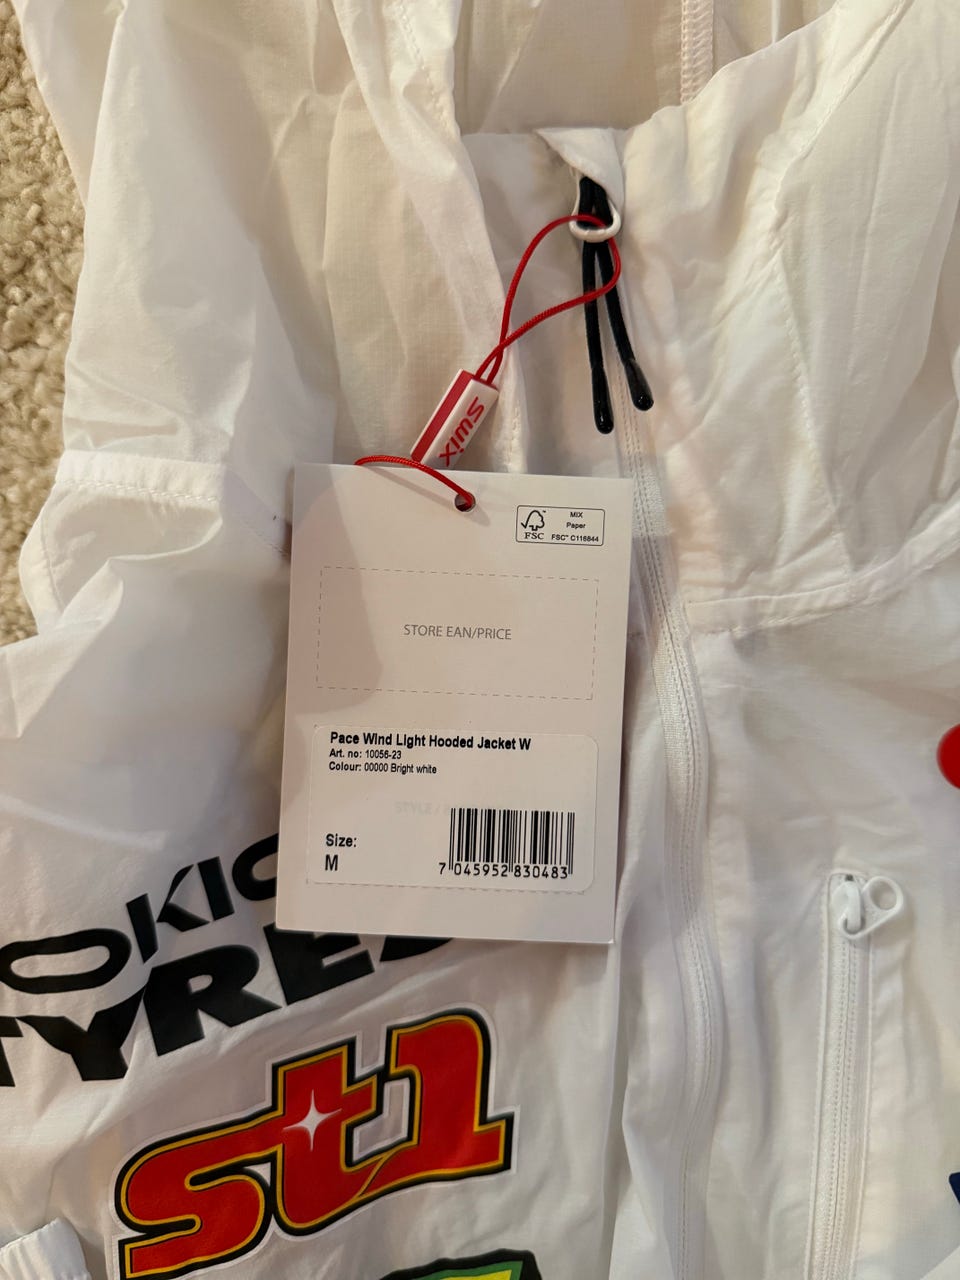 Swix
MIX
Paper
FSC™ C116844
FSC
STORE EAN/PRICE
Pace Wind Light Hooded Jacket W
Art. no: 10056-23
Colour: 00000 Bright white
Size:
M
7 045952 830483
OKIA
TYRES
st1